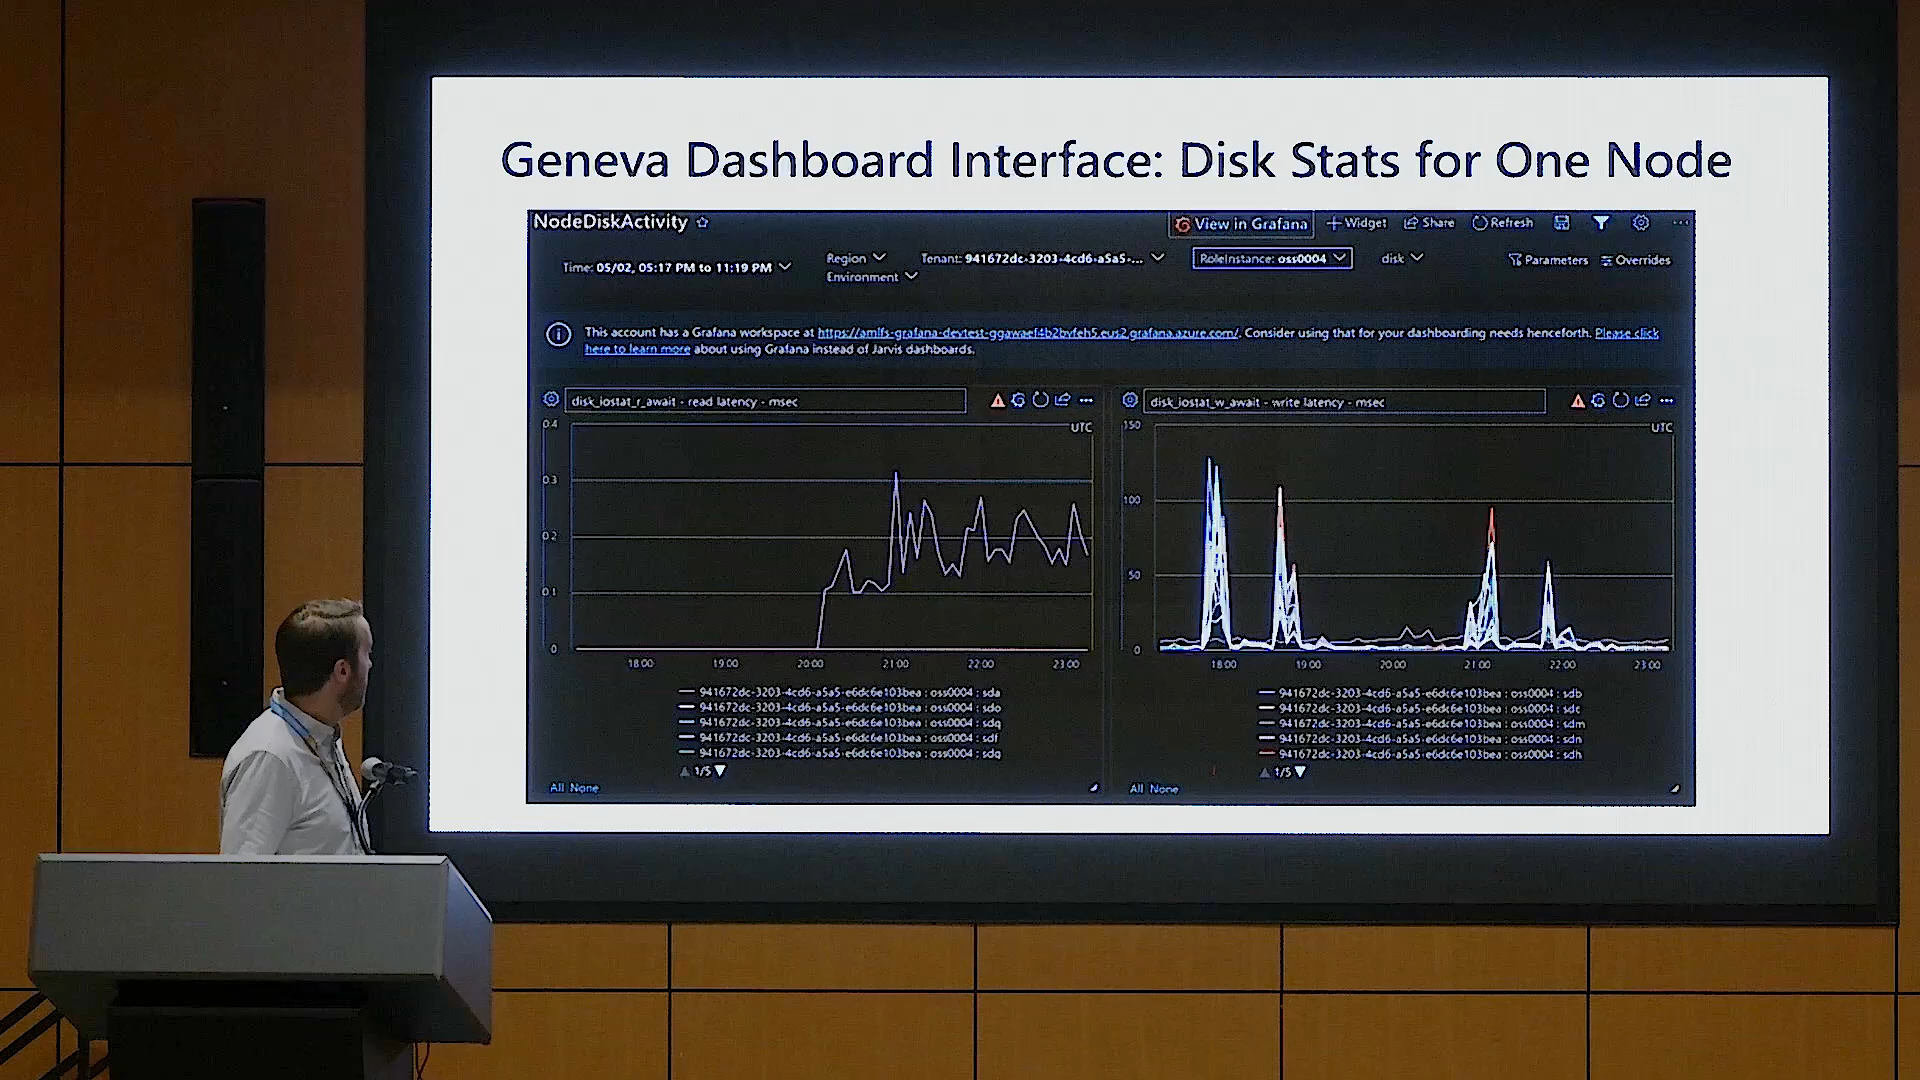 Geneva Dashboard Interface: Disk Stats for One Node
NodeDiskActivity
View in Grafana
Widget
Share
Refresh
Time: 05/02, 05:17 PM to 11:19 PM
Region
Environment
Tenant: 941672dc-3203-4cd6-a5a5-...
RoleInstance: oss0004
disk
Parameters
Overrides
This account has a Grafana workspace at https://amlfs-grafana-devtest-ggawaef4b2bvfeh5.eus2.grafana.azure.com/. Consider using that for your dashboarding needs henceforth. Please click
here to learn more about using Grafana instead of Jarvis dashboards.
disk_iostat_r_await - read latency - msec
UTC
0.4
0.3
0.2
0.1
0
18:00 19:00 20:00 21:00 22:00 23:00
941672dc-3203-4cd6-a5a5-e6dc6e103bea : oss0004 : sda
941672dc-3203-4cd6-a5a5-e6dc6e103bea : oss0004 : sdo
941672dc-3203-4cd6-a5a5-e6dc6e103bea : oss0004 :
941672dc-3203-4cd6-a5a5-e6dc6e103bea : oss0004 : sdf
941672dc-3203-4cd6-a5a5-e6dc6e103bea : oss0004 :
1/5
All None
disk_iostat_w_await - write latency - msec
UTC
150
100
50
0
18:00 19:00 20:00 21:00 22:00 23:00
941672dc-3203-4cd6-a5a5-e6dc6e103bea : oss0004 : sdb
941672dc-3203-4cd6-a5a5-e6dc6e103bea : oss0004 : sdc
941672dc-3203-4cd6-a5a5-e6dc6e103bea : oss0004 : sdm
941672dc-3203-4cd6-a5a5-e6dc6e103bea : oss0004 : sdn
941672dc-3203-4cd6-a5a5-e6dc6e103bea : oss0004 : sdh
1/5
All None